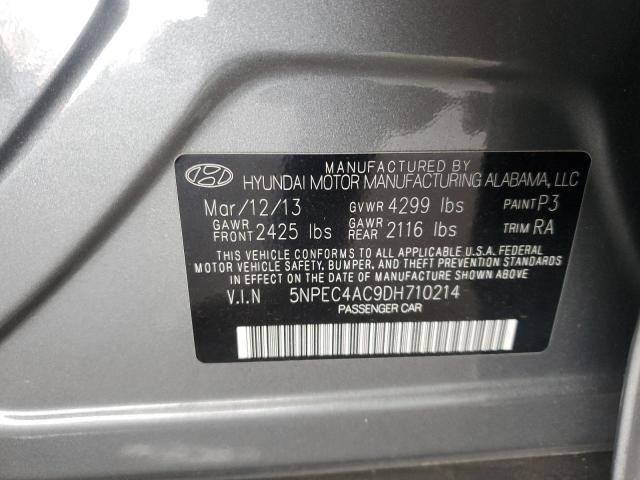 MANUFACTURED BY
HYUNDAI MOTOR MANUFACTURING ALABAMA, LLC
Mar/12/13 GVWR 4299 lbs PAINT P3
GAWR FRONT 2425 lbs GAWR REAR 2116 lbs TRIM RA
THIS VEHICLE CONFORMS TO ALL APPLICABLE U.S.A. FEDERAL
MOTOR VEHICLE SAFETY, BUMPER, AND THEFT PREVENTION STANDARDS
IN EFFECT ON THE DATE OF MANUFACTURE SHOWN ABOVE.
V.I.N 5NPEC4AC9DH710214
PASSENGER CAR